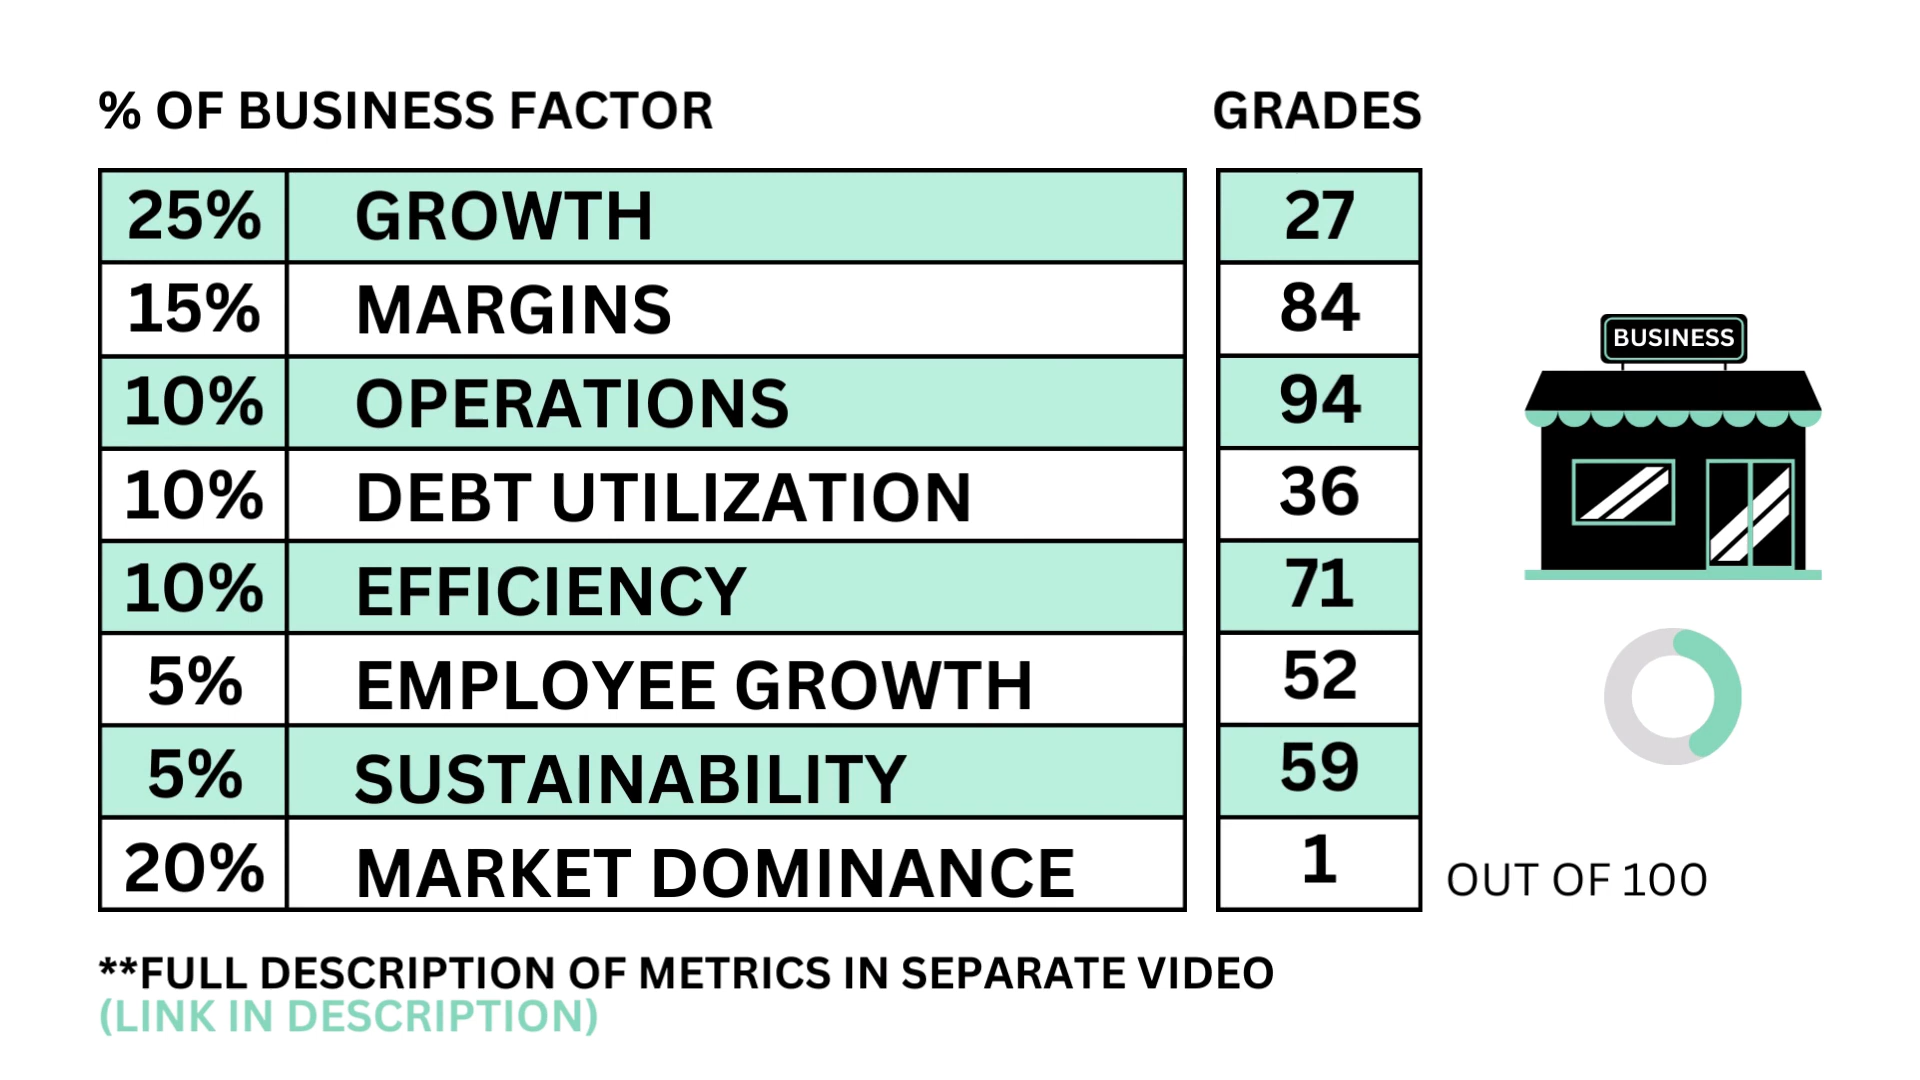 % OF BUSINESS FACTOR GRADES
25% GROWTH 27
15% MARGINS 84
10% OPERATIONS 94
10% DEBT UTILIZATION 36
10% EFFICIENCY 71
5% EMPLOYEE GROWTH 52
5% SUSTAINABILITY 59
20% MARKET DOMINANCE 1 OUT OF 100
BUSINESS
**FULL DESCRIPTION OF METRICS IN SEPARATE VIDEO
(LINK IN DESCRIPTION)